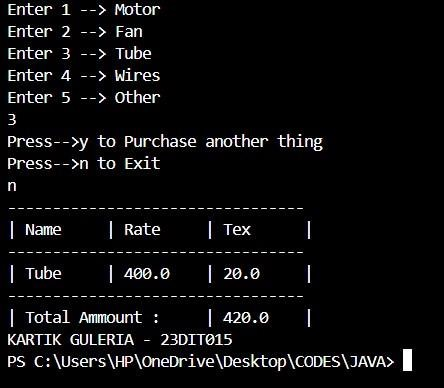 Enter 1 --> Motor
Enter 2 --> Fan
Enter 3 --> Tube
Enter 4 --> Wires
Enter 5 --> Other
3
Press-->y to Purchase another thing
Press-->n to Exit
n
---------------------------------
| Name | Rate | Tex |
---------------------------------
| Tube | 400.0 | 20.0 |
---------------------------------
| Total Ammount : | 420.0 |
KARTIK GULERIA - 23DIT015
PS C:\Users\HP\OneDrive\Desktop\CODES\JAVA>